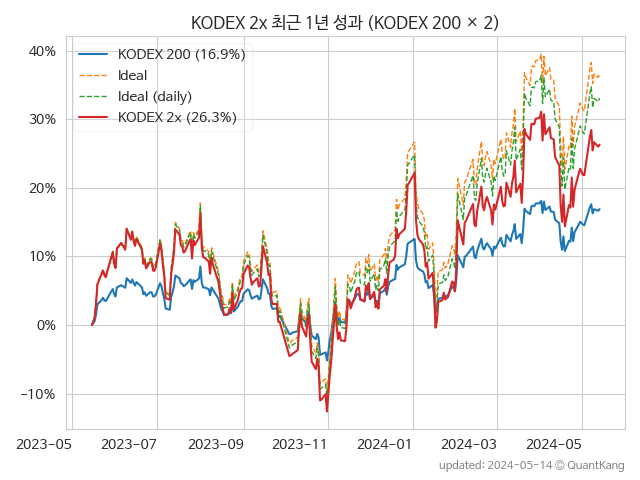 KODEX 2x 최근 1년 성과 (KODEX 200 × 2)
KODEX 200 (16.9%)
Ideal
Ideal (daily)
KODEX 2x (26.3%)
40%
30%
20%
10%
0%
−10%
2023-05 2023-07 2023-09 2023-11 2024-01 2024-03 2024-05
updated: 2024-05-14 © QuantKang